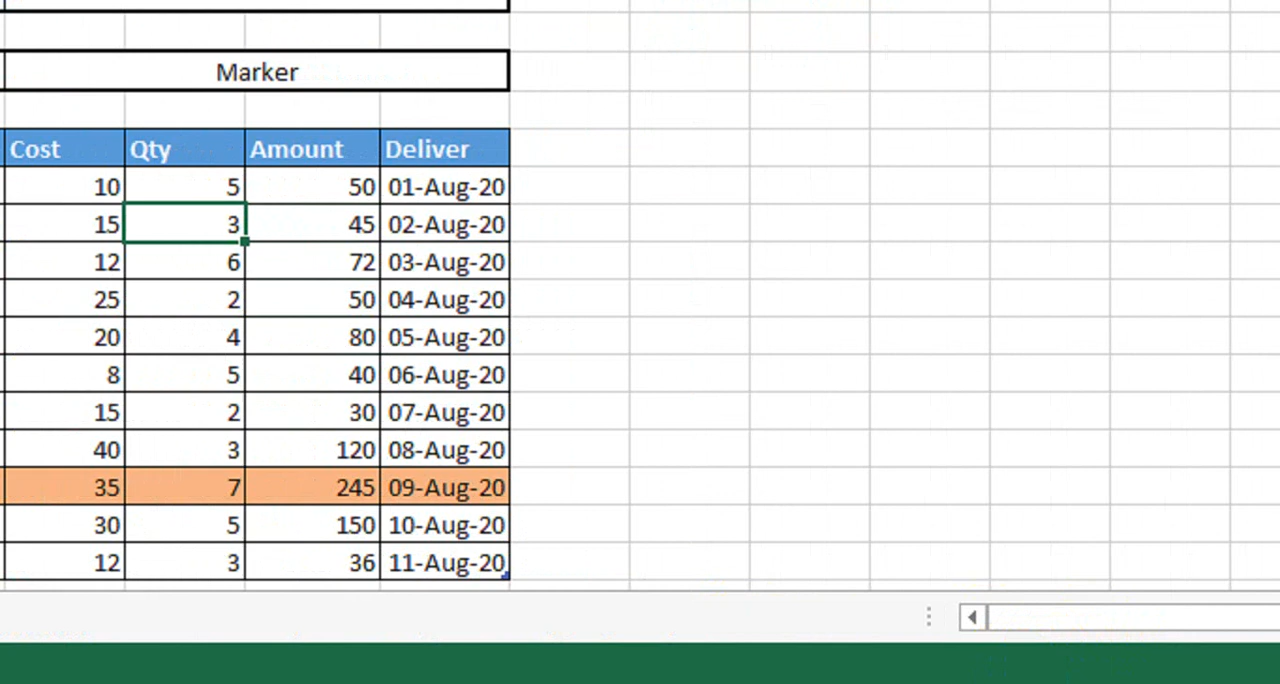 Marker
Cost Qty Amount Deliver
10 5 50 01-Aug-20
15 3 45 02-Aug-20
12 6 72 03-Aug-20
25 2 50 04-Aug-20
20 4 80 05-Aug-20
8 5 40 06-Aug-20
15 2 30 07-Aug-20
40 3 120 08-Aug-20
35 7 245 09-Aug-20
30 5 150 10-Aug-20
12 3 36 11-Aug-20